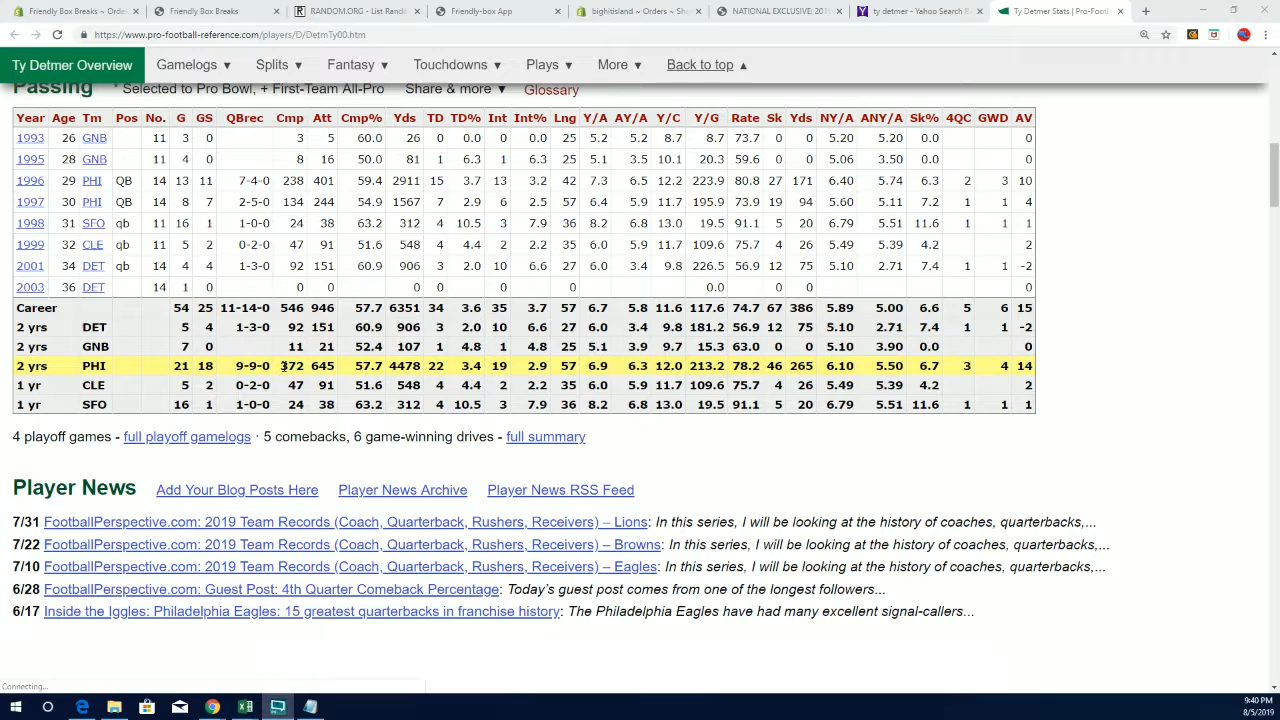 Friendly Box Breaks ~ Order
Friendly Box Breaks
RANDOM.ORG - List Rando
Friendly-box App
bighitisland ~ Orders ~ Sho
NATIONAL EXCLUSIVE: 201
ty detmer - Yahoo Search R
Ty Detmer Stats | Pro-Footb
https://www.pro-football-reference.com/players/D/DetmTy00.htm
Ty Detmer Overview Gamelogs ▼ Splits ▼ Fantasy ▼ Touchdowns ▼ Plays ▼ More ▼ Back to top ▲
Passing * Selected to Pro Bowl, + First-Team All-Pro Share & more ▼ Glossary
Year Age Tm Pos No. G GS QBrec Cmp Att Cmp% Yds TD TD% Int Int% Lng Y/A AY/A Y/C Y/G Rate Sk Yds NY/A ANY/A Sk% 4QC GWD AV
1993 26 GNB 11 3 0 3 5 60.0 26 0 0.0 0 0.0 25 5.2 5.2 8.7 8.7 73.7 0 0 5.20 5.20 0.0 0
1995 28 GNB 11 4 0 8 16 50.0 81 1 6.3 1 6.3 25 5.1 3.5 10.1 20.3 59.6 0 0 5.06 3.50 0.0 0
1996 29 PHI QB 14 13 11 7-4-0 238 401 59.4 2911 15 3.7 13 3.2 42 7.3 6.5 12.2 223.9 80.8 27 171 6.40 5.74 6.3 2 3 10
1997 30 PHI QB 14 8 7 2-5-0 134 244 54.9 1567 7 2.9 6 2.5 57 6.4 5.9 11.7 195.9 73.9 19 94 5.60 5.11 7.2 1 1 4
1998 31 SFO qb 11 16 1 1-0-0 24 38 63.2 312 4 10.5 3 7.9 36 8.2 6.8 13.0 19.5 91.1 5 20 6.79 5.51 11.6 1 1 1
1999 32 CLE qb 11 5 2 0-2-0 47 91 51.6 548 4 4.4 2 2.2 35 6.0 5.9 11.7 109.6 75.7 4 26 5.49 5.39 4.2 2
2001 34 DET qb 14 4 4 1-3-0 92 151 60.9 906 3 2.0 10 6.6 27 6.0 3.4 9.8 226.5 56.9 12 75 5.10 2.71 7.4 1 1 -2
2003 36 DET 14 1 0 0 0 0 0 0 0 0.0 0 0 0
Career 54 25 11-14-0 546 946 57.7 6351 34 3.6 35 3.7 57 6.7 5.8 11.6 117.6 74.7 67 386 5.89 5.00 6.6 5 6 15
2 yrs DET 5 4 1-3-0 92 151 60.9 906 3 2.0 10 6.6 27 6.0 3.4 9.8 181.2 56.9 12 75 5.10 2.71 7.4 1 1 -2
2 yrs GNB 7 0 11 21 52.4 107 1 4.8 1 4.8 25 5.1 3.9 9.7 15.3 63.0 0 0 5.10 3.90 0.0 0
2 yrs PHI 21 18 9-9-0 372 645 57.7 4478 22 3.4 19 2.9 57 6.9 6.3 12.0 213.2 78.2 46 265 6.10 5.50 6.7 3 4 14
1 yr CLE 5 2 0-2-0 47 91 51.6 548 4 4.4 2 2.2 35 6.0 5.9 11.7 109.6 75.7 4 26 5.49 5.39 4.2 2
1 yr SFO 16 1 1-0-0 24 38 63.2 312 4 10.5 3 7.9 36 8.2 6.8 13.0 19.5 91.1 5 20 6.79 5.51 11.6 1 1 1
4 playoff games - full playoff gamelogs · 5 comebacks, 6 game-winning drives - full summary
Player News Add Your Blog Posts Here Player News Archive Player News RSS Feed
7/31 FootballPerspective.com: 2019 Team Records (Coach, Quarterback, Rushers, Receivers) – Lions: In this series, I will be looking at the history of coaches, quarterbacks,...
7/22 FootballPerspective.com: 2019 Team Records (Coach, Quarterback, Rushers, Receivers) – Browns: In this series, I will be looking at the history of coaches, quarterbacks,...
7/10 FootballPerspective.com: 2019 Team Records (Coach, Quarterback, Rushers, Receivers) – Eagles: In this series, I will be looking at the history of coaches, quarterbacks,...
6/28 FootballPerspective.com: Guest Post: 4th Quarter Comeback Percentage: Today's guest post comes from one of the longest followers...
6/17 Inside the Iggles: Philadelphia Eagles: 15 greatest quarterbacks in franchise history: The Philadelphia Eagles have had many excellent signal-callers...
Connecting...
9:40 PM
8/5/2019